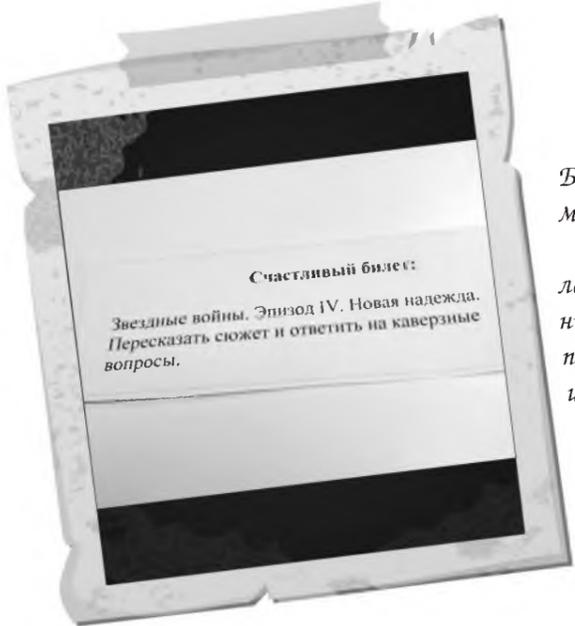 Счастливый билет:
Звездные войны. Эпизод IV. Новая надежда.
Пересказать сюжет и ответить на каверзные
вопросы.